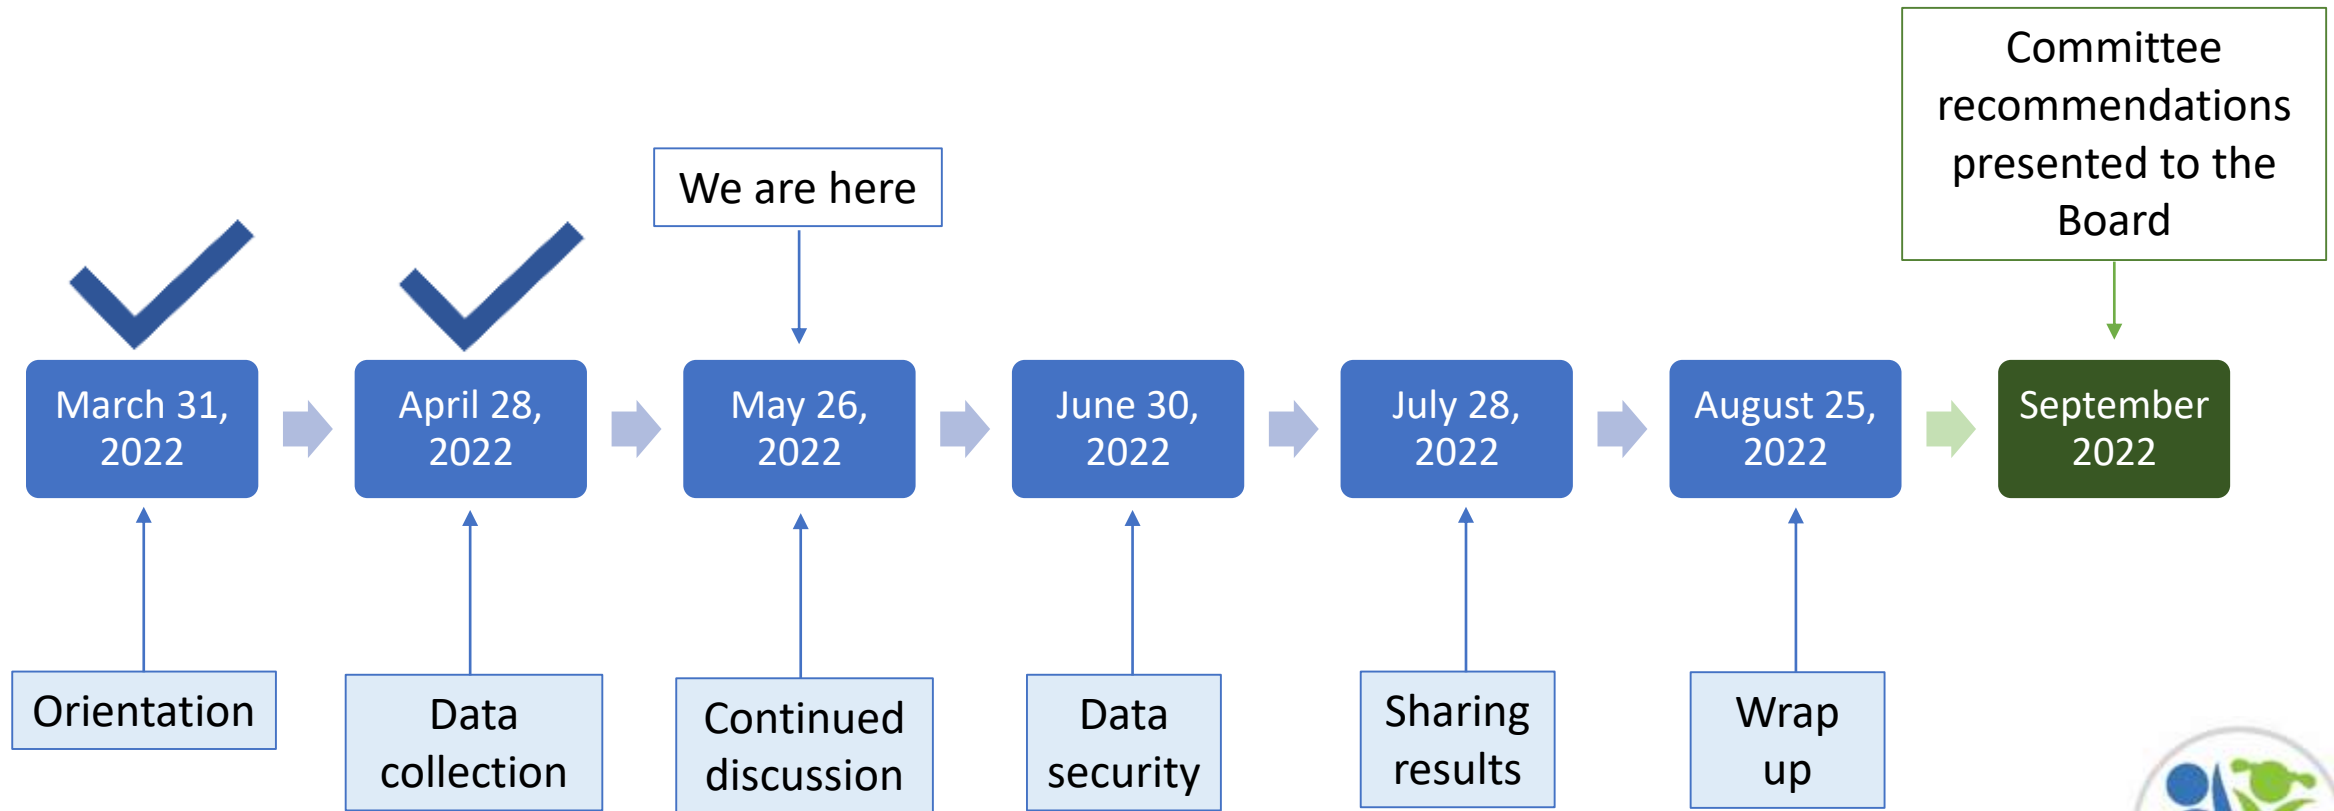 Committee
recommendations
presented to the
Board
We are here
March 31,
2022
April 28,
2022
May 26,
2022
June 30,
2022
July 28,
2022
August 25,
2022
September
2022
Orientation
Data
collection
Continued
discussion
Data
security
Sharing
results
Wrap
up